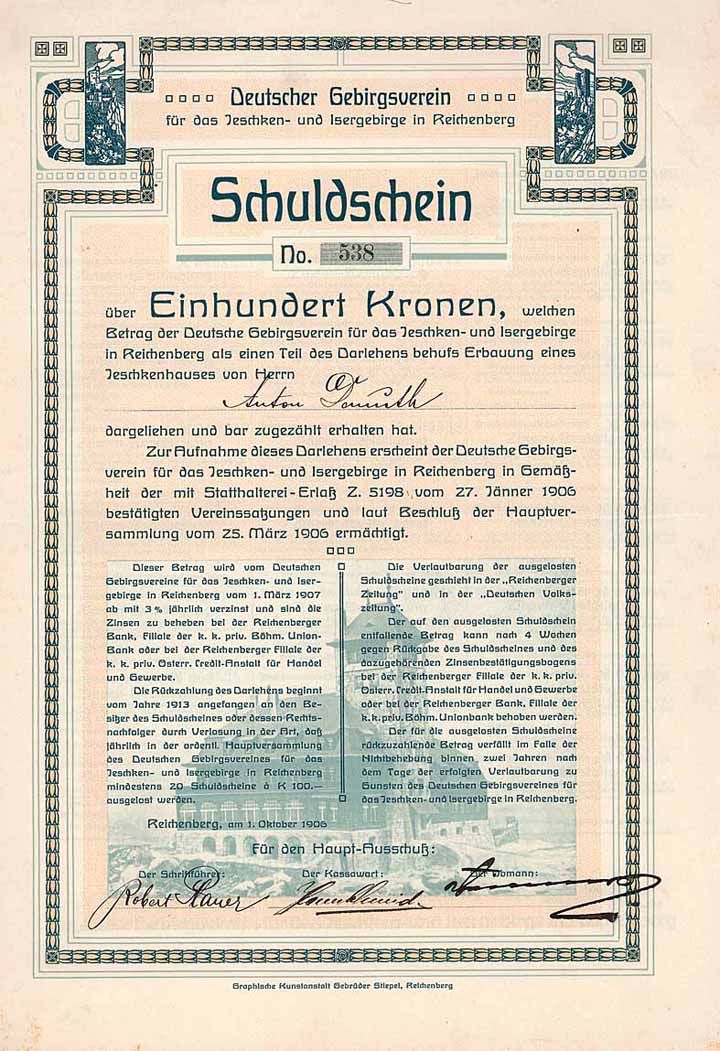 Deutscher Gebirgsverein
für das Jeschken- und Isergebirge in Reichenberg
Schuldschein
No. 538
über Einhundert Kronen, welchen
Betrag der Deutsche Gebirgsverein für das Jeschken- und Isergebirge
in Reichenberg als einen Teil des Darlehens behufs Erbauung eines
Jeschkenhauses von Herrn
Anton Demuth
dargeliehen und bar zugezählt erhalten hat.
Zur Aufnahme dieses Darlehens erscheint der Deutsche Gebirgs-
verein für das Jeschken- und Isergebirge in Reichenberg in Gemäß-
heit der mit Statthalterei-Erlaß Z. 5198 vom 27. Jänner 1906
bestätigten Vereinssatzungen und laut Beschluß der Hauptver-
sammlung vom 25. März 1906 ermächtigt.
Dieser Betrag wird vom Deutschen
Gebirgsvereine für das Jeschken- und Iser-
gebirge in Reichenberg vom 1. März 1907
ab mit 3 % jährlich verzinst und sind die
Zinsen zu beheben bei der Reichenberger
Bank, Filiale der k. k. priv. Böhm. Union-
Bank oder bei der Reichenberger Filiale der
k. k. priv. Österr. Credit-Anstalt für Handel
und Gewerbe.
Die Rückzahlung des Darlehens beginnt
vom Jahre 1913 angefangen an den Be-
sitzer des Schuldscheines oder dessen Rechts-
nachfolger durch Verlosung in der Art, daß
jährlich in der ordentl. Hauptversammlung
des Deutschen Gebirgsvereines für das
Jeschken- und Isergebirge in Reichenberg
mindestens 20 Schuldscheine à K 100.—
ausgelost werden.
Die Verlautbarung der ausgelosten
Schuldscheine geschieht in der „Reichenberger
Zeitung" und in der „Deutschen Volks-
zeitung".
Der auf den ausgelosten Schuldschein
entfallende Betrag kann nach 4 Wochen
gegen Rückgabe des Schuldscheines und des
dazugehörenden Zinsenbestätigungsbogens
bei der Reichenberger Filiale der k. k. priv.
Österr. Credit-Anstalt für Handel und Gewerbe
oder bei der Reichenberger Bank, Filiale der
k. k. priv. Böhm. Unionbank behoben werden.
Der für die ausgelosten Schuldscheine
rückzuzahlende Betrag verfällt im Falle der
Nichtbehebung binnen zwei Jahren nach
dem Tage der erfolgten Verlautbarung zu
Gunsten des Deutschen Gebirgsvereines für
das Jeschken- und Isergebirge in Reichenberg.
Reichenberg, am 1. Oktober 1906
Für den Haupt-Ausschuß:
Der Schriftführer: Der Kassawart: Der Obmann:
Robert
Graphische Kunstanstalt Gebrüder Stiepel, Reichenberg